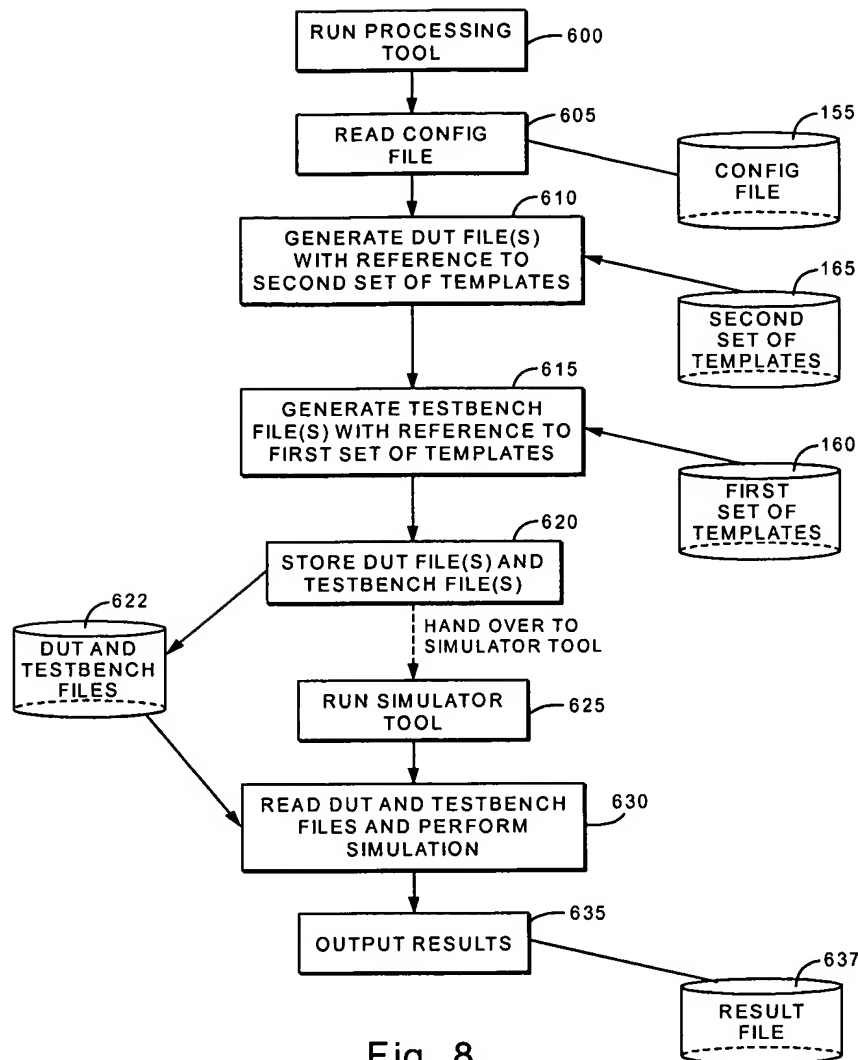 RUN PROCESSING
TOOL
600
READ CONFIG
FILE
605
155
CONFIG
FILE
610
GENERATE DUT FILE(S)
WITH REFERENCE TO
SECOND SET OF TEMPLATES
165
SECOND
SET OF
TEMPLATES
615
GENERATE TESTBENCH
FILE(S) WITH REFERENCE TO
FIRST SET OF TEMPLATES
160
FIRST
SET OF
TEMPLATES
620
STORE DUT FILE(S) AND
TESTBENCH FILE(S)
622
DUT AND
TESTBENCH
FILES
HAND OVER TO
SIMULATOR TOOL
RUN SIMULATOR
TOOL
625
READ DUT AND TESTBENCH
FILES AND PERFORM
SIMULATION
630
635
OUTPUT RESULTS
637
RESULT
FILE
Fig. 8